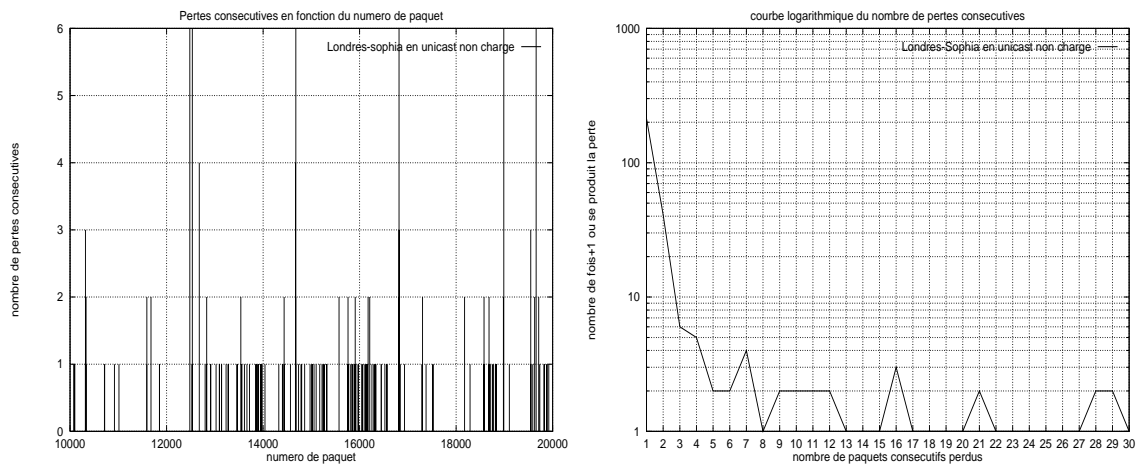 Pertes consecutives en fonction du numero de paquet
Londres-sophia en unicast non charge
nombre de pertes consecutives
6
5
4
3
2
1
0
10000 12000 14000 16000 18000 20000
numero de paquet
courbe logarithmique du nombre de pertes consecutives
Londres-Sophia en unicast non charge
nombre de fois+1 ou se produit la perte
1000
100
10
1
1 2 3 4 5 6 7 8 9 10 11 12 13 14 15 16 17 18 19 20 21 22 23 24 25 26 27 28 29 30
nombre de paquets consecutifs perdus